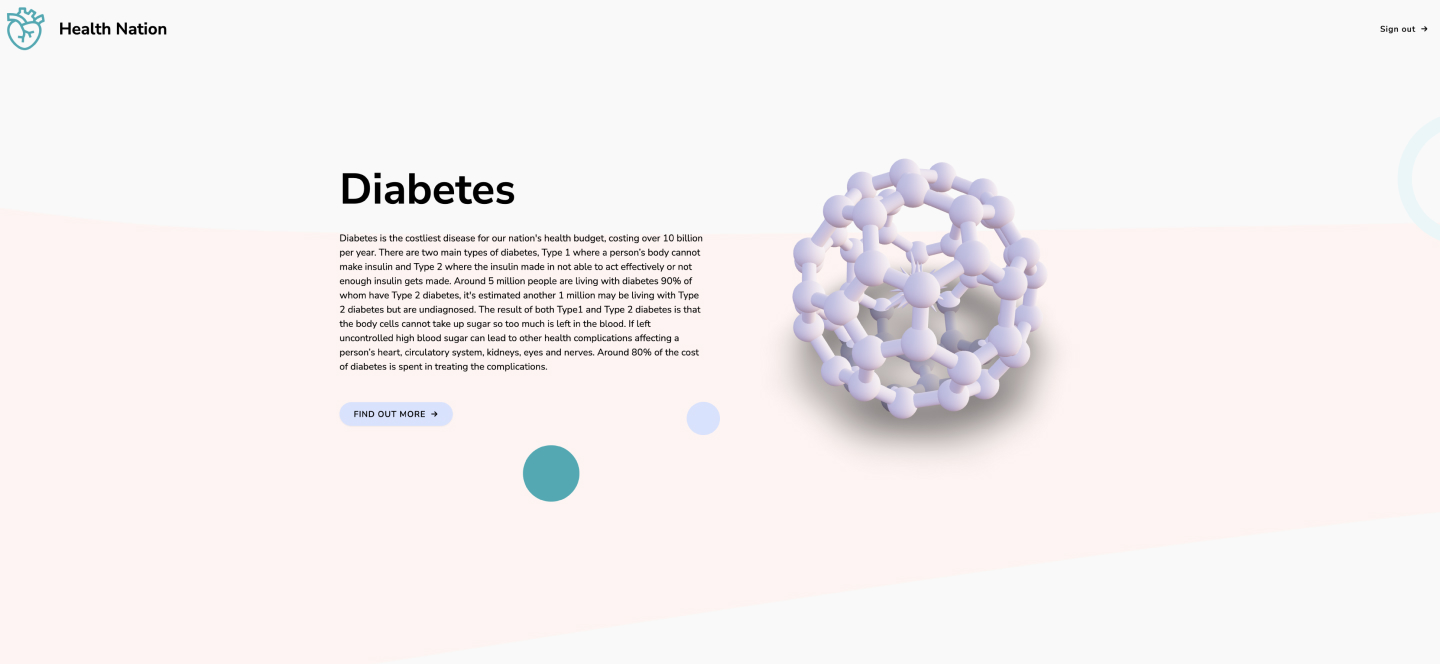 Health Nation
Sign out →
Diabetes
Diabetes is the costliest disease for our nation's health budget, costing over 10 billion
per year. There are two main types of diabetes, Type 1 where a person's body cannot
make insulin and Type 2 where the insulin made in not able to act effectively or not
enough insulin gets made. Around 5 million people are living with diabetes 90% of
whom have Type 2 diabetes, it's estimated another 1 million may be living with Type
2 diabetes but are undiagnosed. The result of both Type1 and Type 2 diabetes is that
the body cells cannot take up sugar so too much is left in the blood. If left
uncontrolled high blood sugar can lead to other health complications affecting a
person's heart, circulatory system, kidneys, eyes and nerves. Around 80% of the cost
of diabetes is spent in treating the complications.
FIND OUT MORE →